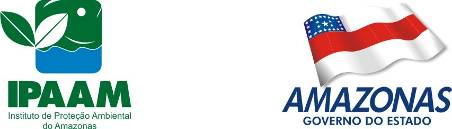 IPAAM
Instituto de Proteção Ambiental
do Amazonas
AMAZONAS
GOVERNO DO ESTADO